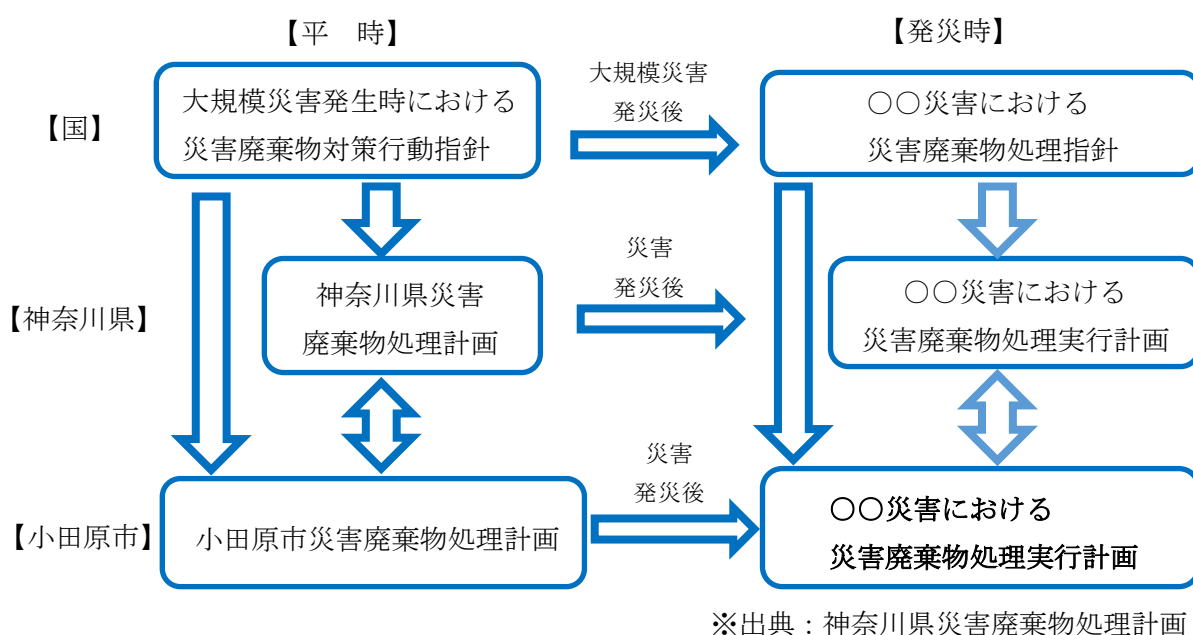 【平　時】
【発災時】
【国】
大規模災害発生時における
災害廃棄物対策行動指針
大規模災害
発災後
〇〇災害における
災害廃棄物処理指針
【神奈川県】
神奈川県災害
廃棄物処理計画
災害
発災後
〇〇災害における
災害廃棄物処理実行計画
【小田原市】
小田原市災害廃棄物処理計画
災害
発災後
〇〇災害における
災害廃棄物処理実行計画
※出典：神奈川県災害廃棄物処理計画